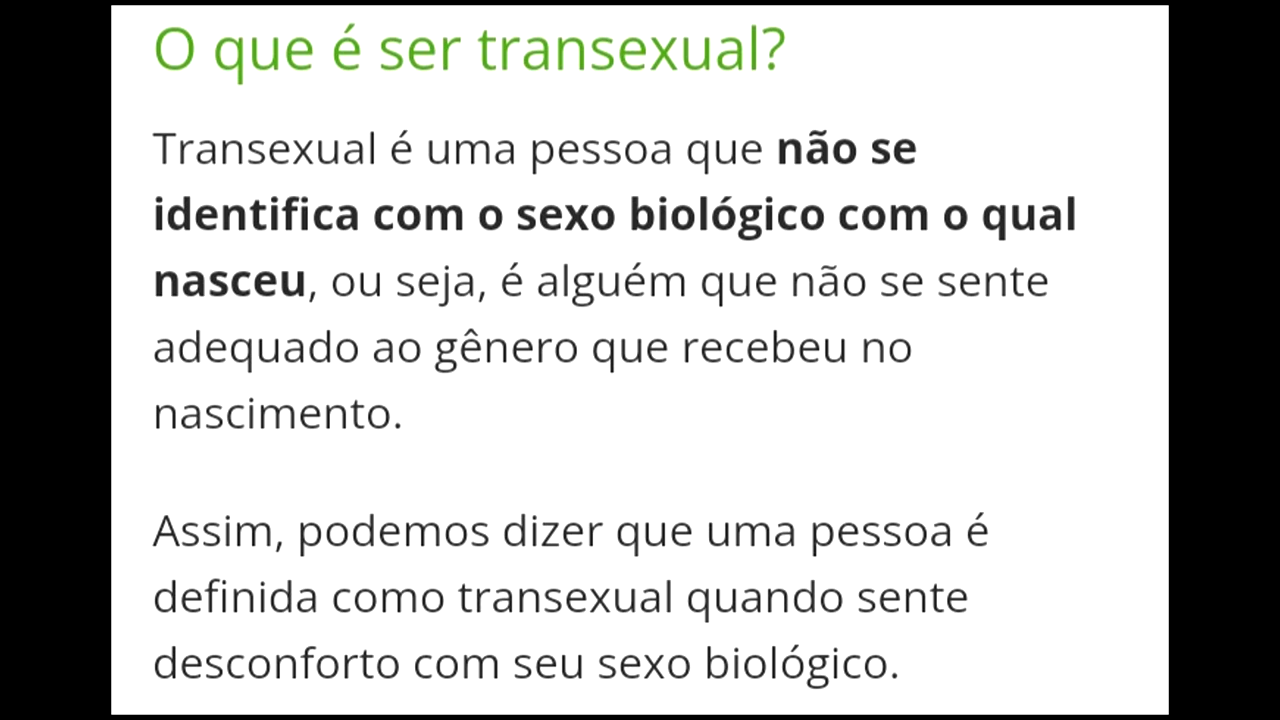 O que é ser transexual?
Transexual é uma pessoa que não se
identifica com o sexo biológico com o qual
nasceu, ou seja, é alguém que não se sente
adequado ao gênero que recebeu no
nascimento.
Assim, podemos dizer que uma pessoa é
definida como transexual quando sente
desconforto com seu sexo biológico.